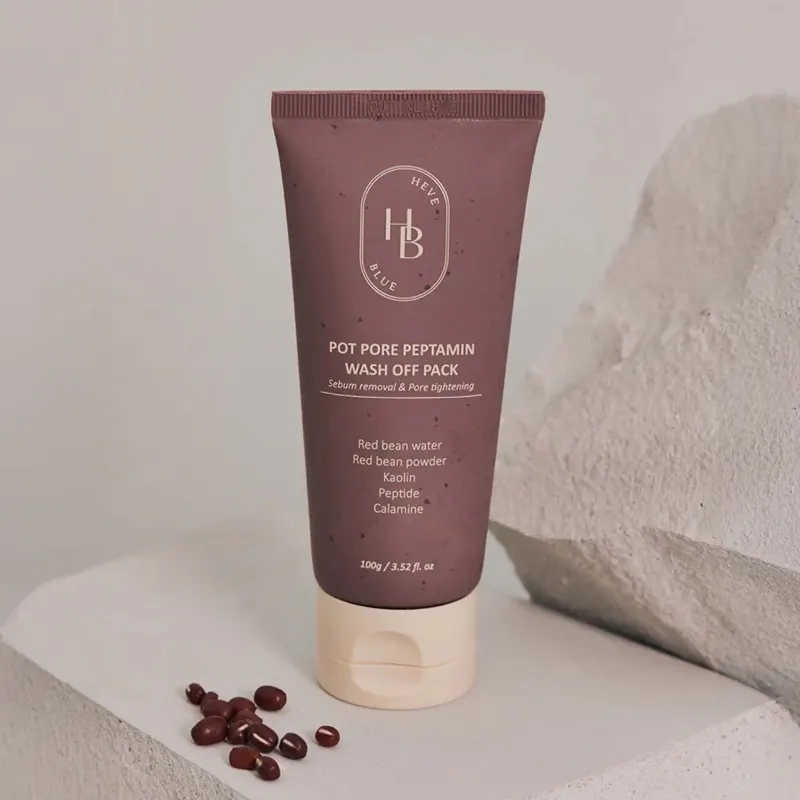 HEVE
HB
BLUE
POT PORE PEPTAMIN
WASH OFF PACK
Sebum removal & Pore tightening
Red bean water
Red bean powder
Kaolin
Peptide
Calamine
100g / 3.52 fl. oz